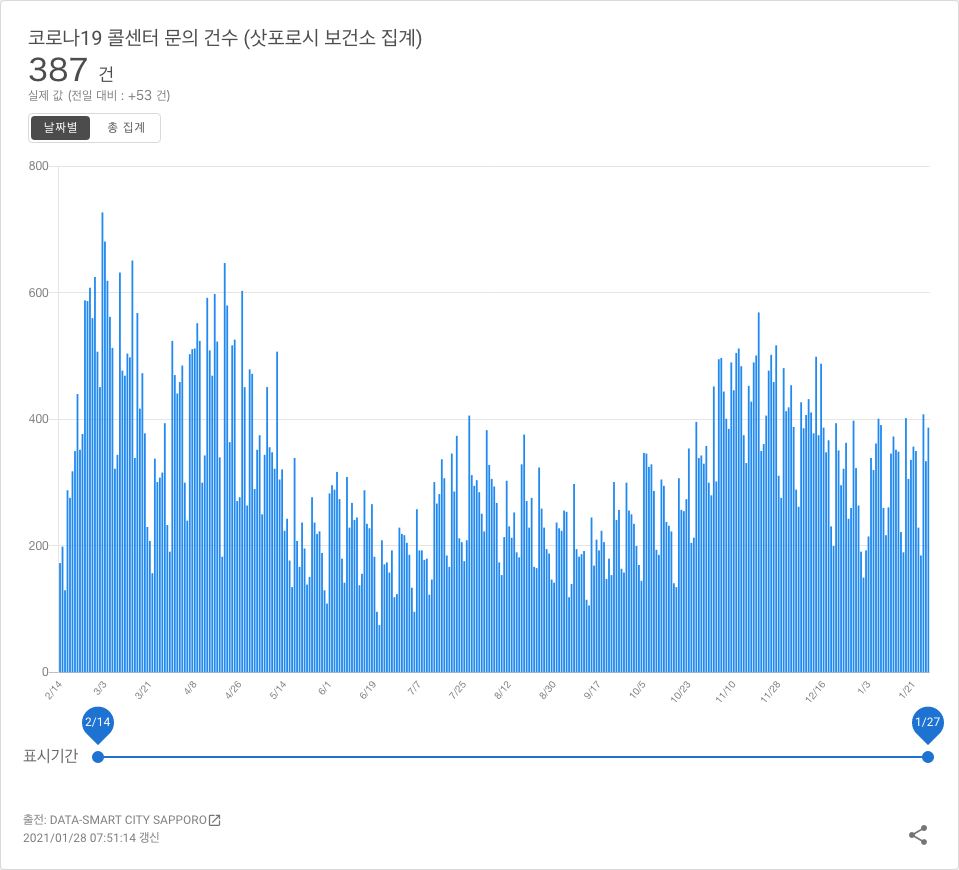 코로나19 콜센터 문의 건수 (삿포로시 보건소 집계)
387 건
실제 값 (전일 대비 : +53 건)
날짜별 총 집계
800
600
400
200
0
2/14 3/3 3/21 4/8 4/26 5/14 6/1 6/19 7/7 7/25 8/12 8/30 9/17 10/5 10/23 11/10 11/28 12/16 1/3 1/21
2/14 1/27
표시기간
출전: DATA-SMART CITY SAPPORO
2021/01/28 07:51:14 갱신